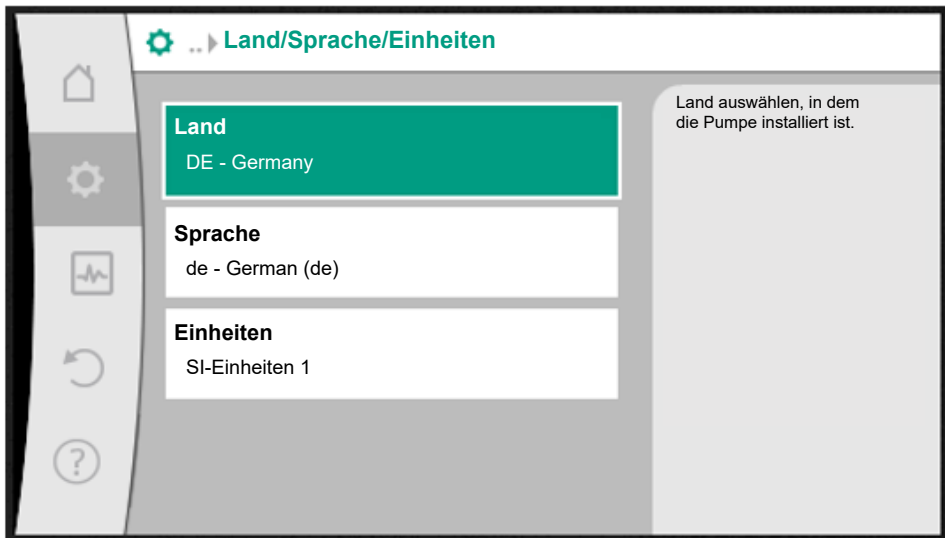 .. Land/Sprache/Einheiten
Land
DE - Germany
Sprache
de - German (de)
Einheiten
SI-Einheiten 1
Land auswählen, in dem
die Pumpe installiert ist.
?